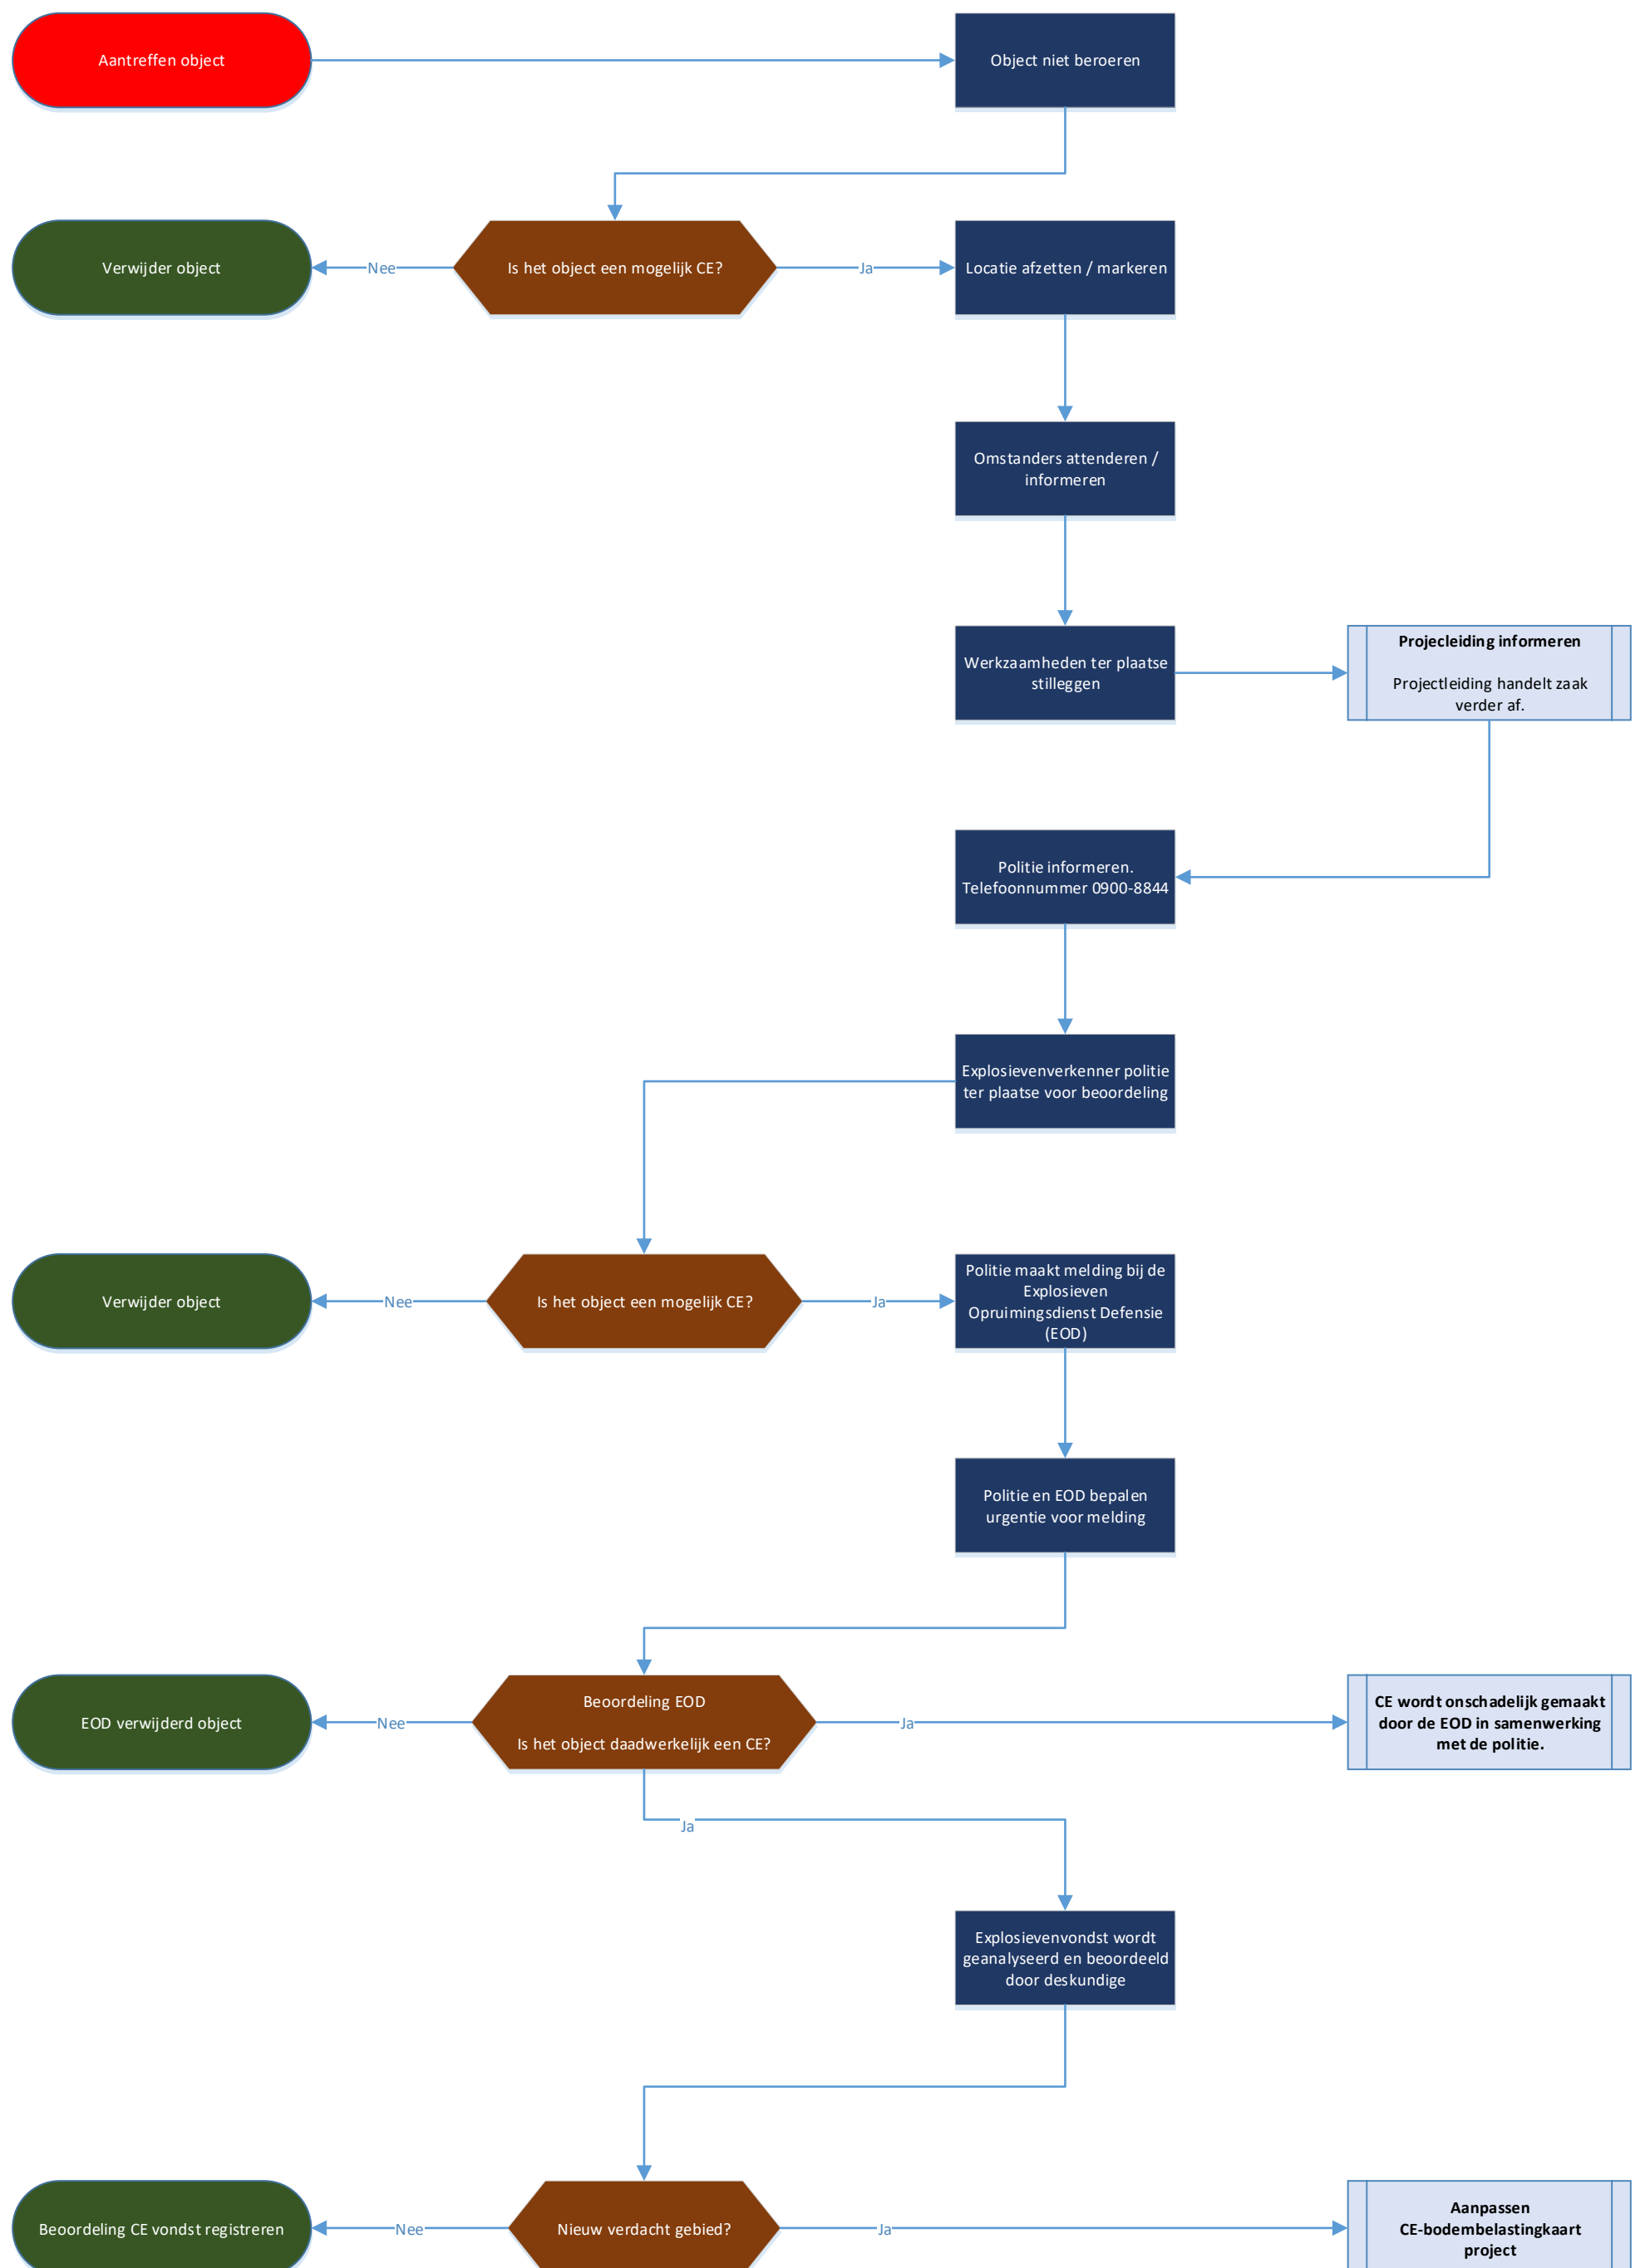 Aantreffen object
Object niet beroeren
Verwijder object
Nee
Is het object een mogelijk CE?
Ja
Locatie afzetten / markeren
Omstanders attenderen /
informeren
Werkzaamheden ter plaatse
stilleggen
Projecleiding informeren
Projectleiding handelt zaak
verder af.
Politie informeren.
Telefoonnummer 0900-8844
Explosievenverkenner politie
ter plaatse voor beoordeling
Verwijder object
Nee
Is het object een mogelijk CE?
Ja
Politie maakt melding bij de
Explosieven
Opruimingsdienst Defensie
(EOD)
Politie en EOD bepalen
urgentie voor melding
EOD verwijderd object
Nee
Beoordeling EOD
Is het object daadwerkelijk een CE?
Ja
CE wordt onschadelijk gemaakt
door de EOD in samenwerking
met de politie.
Ja
Explosievenvondst wordt
geanalyseerd en beoordeeld
door deskundige
Beoordeling CE vondst registreren
Nee
Nieuw verdacht gebied?
Ja
Aanpassen
CE-bodembelastingkaart
project